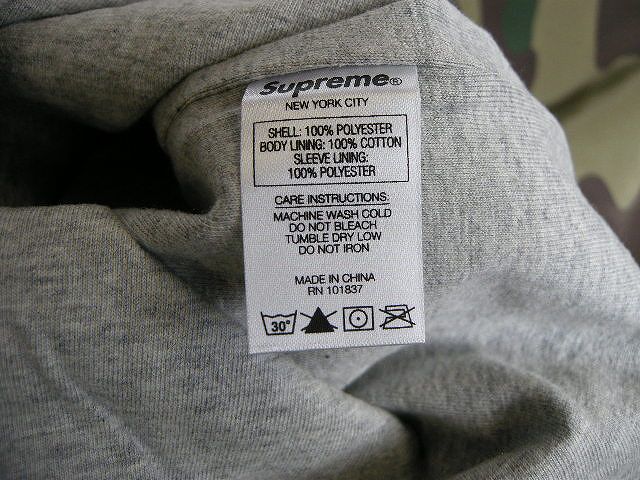 Supreme®
NEW YORK CITY
SHELL: 100% POLYESTER
BODY LINING: 100% COTTON
SLEEVE LINING:
100% POLYESTER
CARE INSTRUCTIONS:
MACHINE WASH COLD
DO NOT BLEACH
TUMBLE DRY LOW
DO NOT IRON
MADE IN CHINA
RN 101837
30°